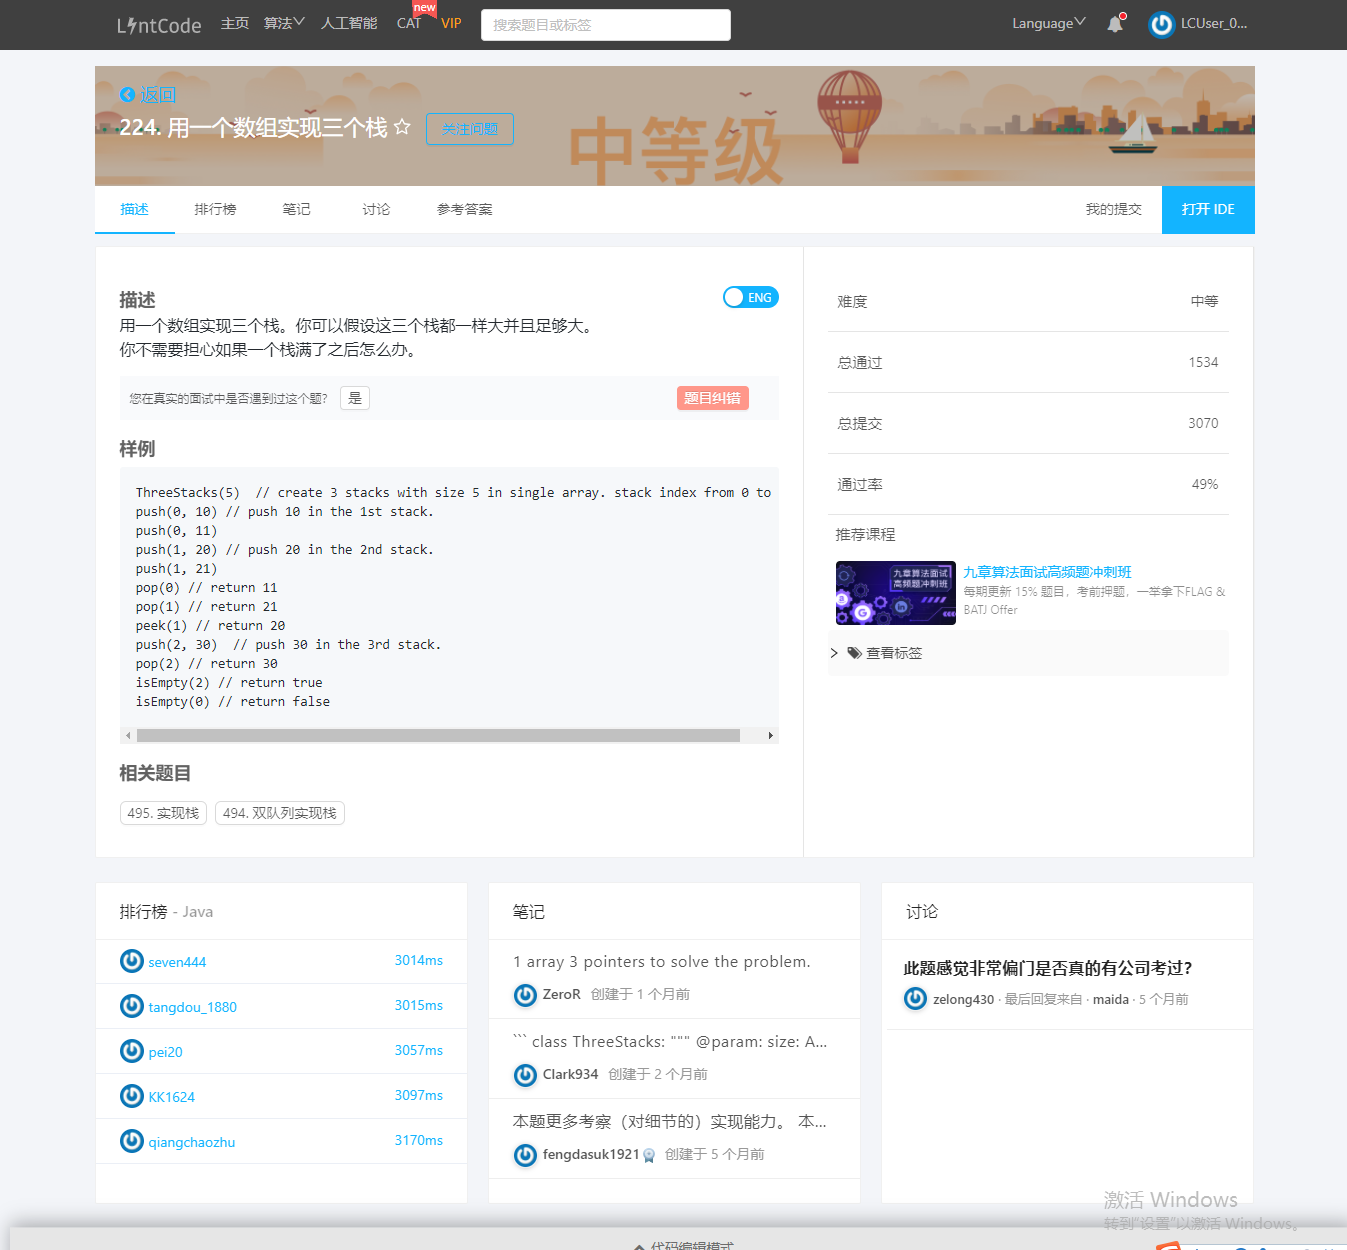 LintCode 主页 算法 人工智能 CAT new VIP 搜索题目或标签 Language LCUser_0...
返回
224. 用一个数组实现三个栈 关注问题
中等级
描述 排行榜 笔记 讨论 参考答案 我的提交 打开 IDE
描述 ENG
用一个数组实现三个栈。你可以假设这三个栈都一样大并且足够大。
你不需要担心如果一个栈满了之后怎么办。
您在真实的面试中是否遇到过这个题? 是 题目纠错
样例
ThreeStacks(5)  // create 3 stacks with size 5 in single array. stack index from 0 to
push(0, 10) // push 10 in the 1st stack.
push(0, 11)
push(1, 20) // push 20 in the 2nd stack.
push(1, 21)
pop(0) // return 11
pop(1) // return 21
peek(1) // return 20
push(2, 30)  // push 30 in the 3rd stack.
pop(2) // return 30
isEmpty(2) // return true
isEmpty(0) // return false
相关题目
495. 实现栈 494. 双队列实现栈
难度 中等
总通过 1534
总提交 3070
通过率 49%
推荐课程
九章算法面试
高频题冲刺班
九章算法面试高频题冲刺班
每期更新 15% 题目，考前押题，一举拿下FLAG &
BATJ Offer
查看标签
排行榜 - Java
seven444 3014ms
tangdou_1880 3015ms
pei20 3057ms
KK1624 3097ms
qiangchaozhu 3170ms
笔记
1 array 3 pointers to solve the problem.
ZeroR 创建于 1 个月前
``` class ThreeStacks: """ @param: size: A...
Clark934 创建于 2 个月前
本题更多考察（对细节的）实现能力。 本...
fengdasuk1921 创建于 5 个月前
讨论
此题感觉非常偏门是否真的有公司考过？
zelong430 · 最后回复来自 · maida · 5 个月前
激活 Windows
转到"设置"以激活 Windows。
代码编辑模式